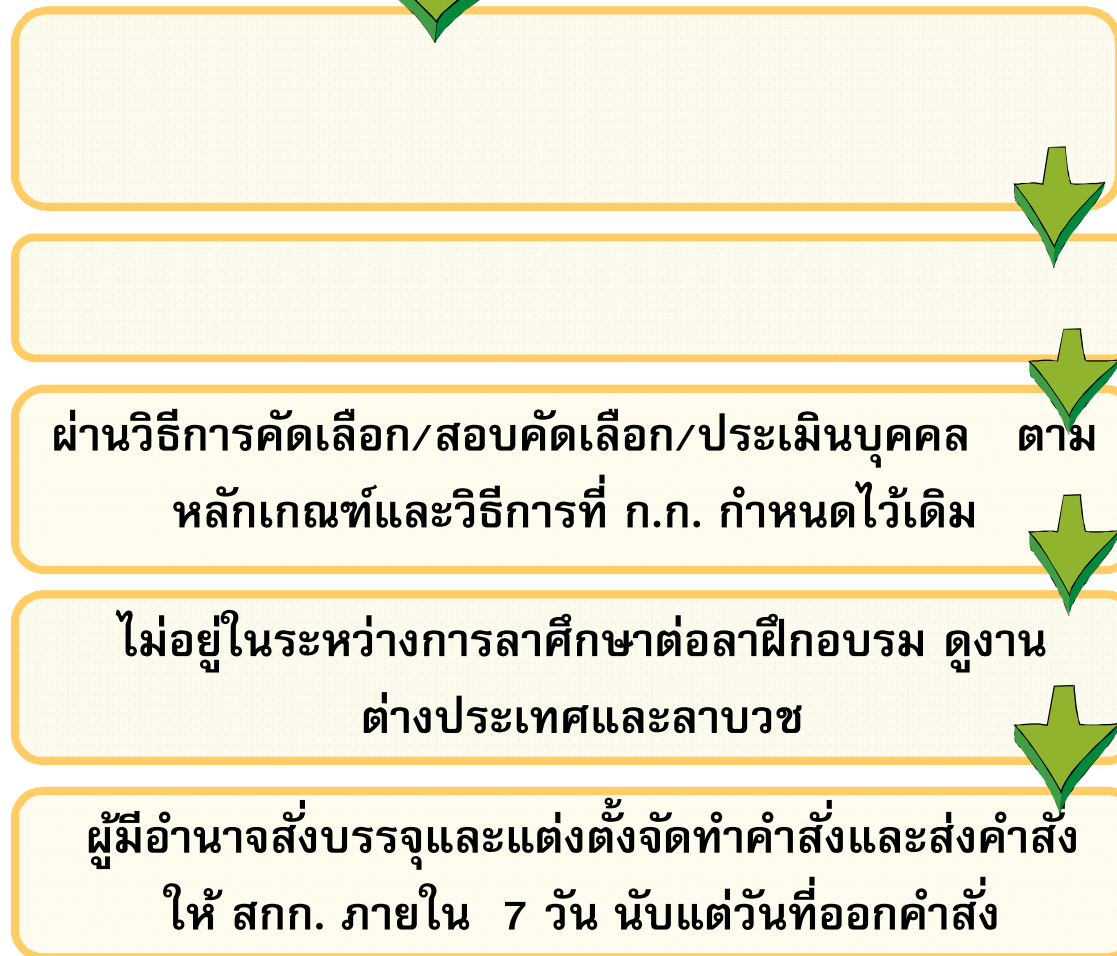 ผ่านวิธีการคัดเลือก/สอบคัดเลือก/ประเมินบุคคล ตาม
หลักเกณฑ์และวิธีการที่ ก.ก. กำหนดไว้เดิม
ไม่อยู่ในระหว่างการลาศึกษาต่อลาฝึกอบรม ดูงาน
ต่างประเทศและลาบวช
ผู้มีอำนาจสั่งบรรจุและแต่งตั้งจัดทำคำสั่งและส่งคำสั่ง
ให้ สกก. ภายใน 7 วัน นับแต่วันที่ออกคำสั่ง